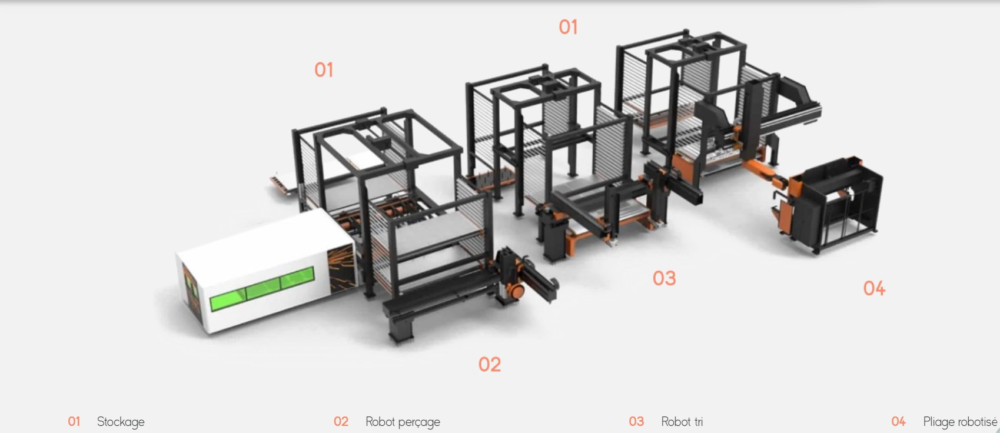 01
01
03
04
02
01 Stockage
02 Robot perçage
03 Robot tri
04 Pliage robotisé